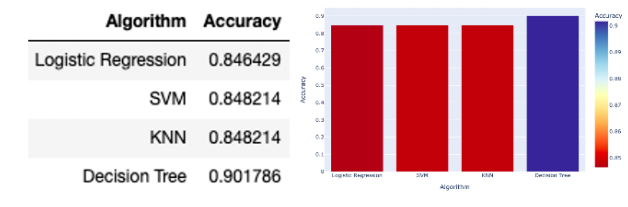 Algorithm Accuracy
Logistic Regression 0.846429
SVM 0.848214
KNN 0.848214
Decision Tree 0.901786
Accuracy
0.9
0.8
0.7
0.6
0.5
0.4
0.3
0.2
0.1
0
Logistic Regression SVM KNN Decision Tree
Algorithm
Accuracy
0.9
0.89
0.88
0.87
0.86
0.85